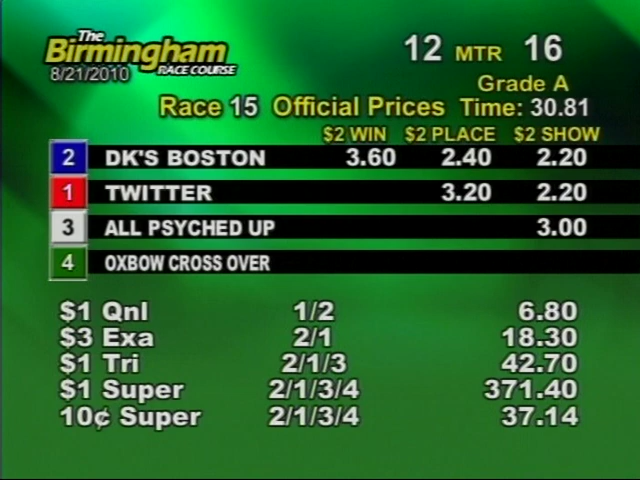 The
Birmingham
RACE COURSE
8/21/2010
12 MTR 16
Grade A
Race 15 Official Prices Time: 30.81
$2 WIN $2 PLACE $2 SHOW
2 DK'S BOSTON 3.60 2.40 2.20
1 TWITTER 3.20 2.20
3 ALL PSYCHED UP 3.00
4 OXBOW CROSS OVER
$1 Qnl 1/2 6.80
$3 Exa 2/1 18.30
$1 Tri 2/1/3 42.70
$1 Super 2/1/3/4 371.40
10¢ Super 2/1/3/4 37.14